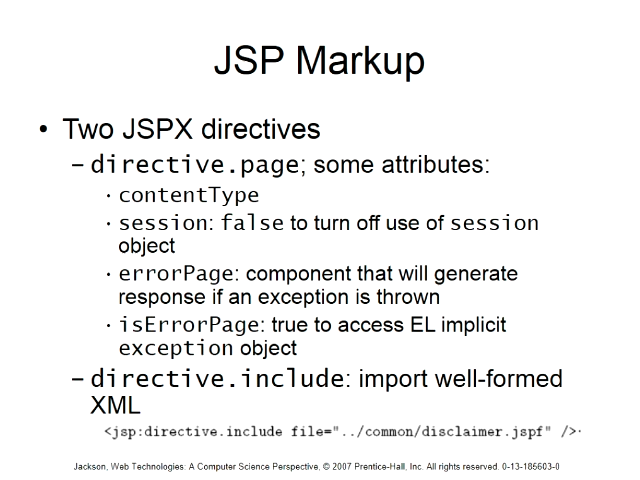 JSP Markup
• Two JSPX directives
– directive.page; some attributes:
· contentType
· session: false to turn off use of session
object
· errorPage: component that will generate
response if an exception is thrown
· isErrorPage: true to access EL implicit
exception object
– directive.include: import well-formed
XML
<jsp:directive.include file="../common/disclaimer.jspf" />·
Jackson, Web Technologies: A Computer Science Perspective, © 2007 Prentice-Hall, Inc. All rights reserved. 0-13-185603-0